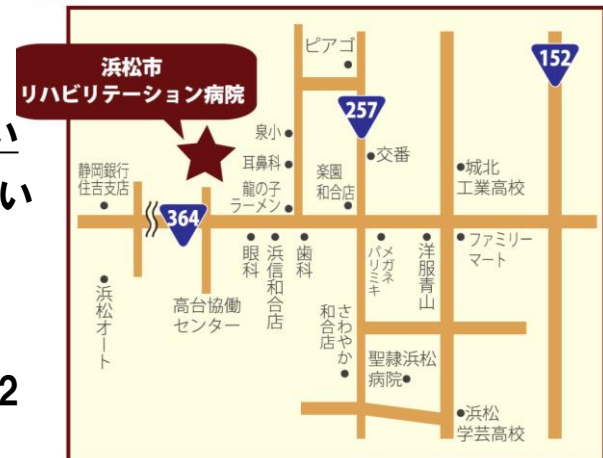 浜松市
リハビリテーション病院
い
い
2
ピアゴ
152
257
泉小
交番
耳鼻科
楽園
和合店
城北
工業高校
静岡銀行
住吉支店
龍の子
ラーメン
364
眼科
浜信和合店
歯科
メガネ
パリミキ
洋服青山
ファミリー
マート
浜松オート
高台協働
センター
さわやか
和合店
聖隷浜松
病院
浜松
学芸高校